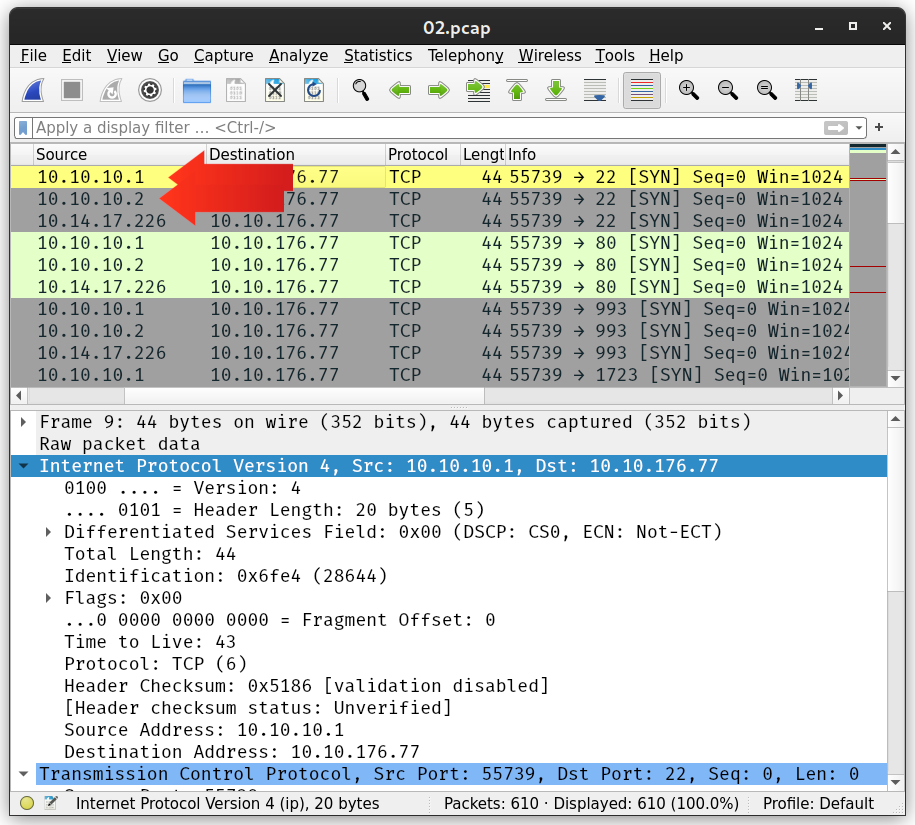 02.pcap
File Edit View Go Capture Analyze Statistics Telephony Wireless Tools Help
Apply a display filter … <Ctrl-/>
Source Destination Protocol Lengt Info
10.10.10.1 6.77 TCP 44 55739 → 22 [SYN] Seq=0 Win=1024
10.10.10.2 76.77 TCP 44 55739 → 22 [SYN] Seq=0 Win=1024
10.14.17.226 10.10.176.77 TCP 44 55739 → 22 [SYN] Seq=0 Win=1024
10.10.10.1 10.10.176.77 TCP 44 55739 → 80 [SYN] Seq=0 Win=1024
10.10.10.2 10.10.176.77 TCP 44 55739 → 80 [SYN] Seq=0 Win=1024
10.14.17.226 10.10.176.77 TCP 44 55739 → 80 [SYN] Seq=0 Win=1024
10.10.10.1 10.10.176.77 TCP 44 55739 → 993 [SYN] Seq=0 Win=1024
10.10.10.2 10.10.176.77 TCP 44 55739 → 993 [SYN] Seq=0 Win=1024
10.14.17.226 10.10.176.77 TCP 44 55739 → 993 [SYN] Seq=0 Win=1024
10.10.10.1 10.10.176.77 TCP 44 55739 → 1723 [SYN] Seq=0 Win=102
Frame 9: 44 bytes on wire (352 bits), 44 bytes captured (352 bits)
Raw packet data
Internet Protocol Version 4, Src: 10.10.10.1, Dst: 10.10.176.77
0100 .... = Version: 4
.... 0101 = Header Length: 20 bytes (5)
Differentiated Services Field: 0x00 (DSCP: CS0, ECN: Not-ECT)
Total Length: 44
Identification: 0x6fe4 (28644)
Flags: 0x00
...0 0000 0000 0000 = Fragment Offset: 0
Time to Live: 43
Protocol: TCP (6)
Header Checksum: 0x5186 [validation disabled]
[Header checksum status: Unverified]
Source Address: 10.10.10.1
Destination Address: 10.10.176.77
Transmission Control Protocol, Src Port: 55739, Dst Port: 22, Seq: 0, Len: 0
Internet Protocol Version 4 (ip), 20 bytes Packets: 610 · Displayed: 610 (100.0%) Profile: Default